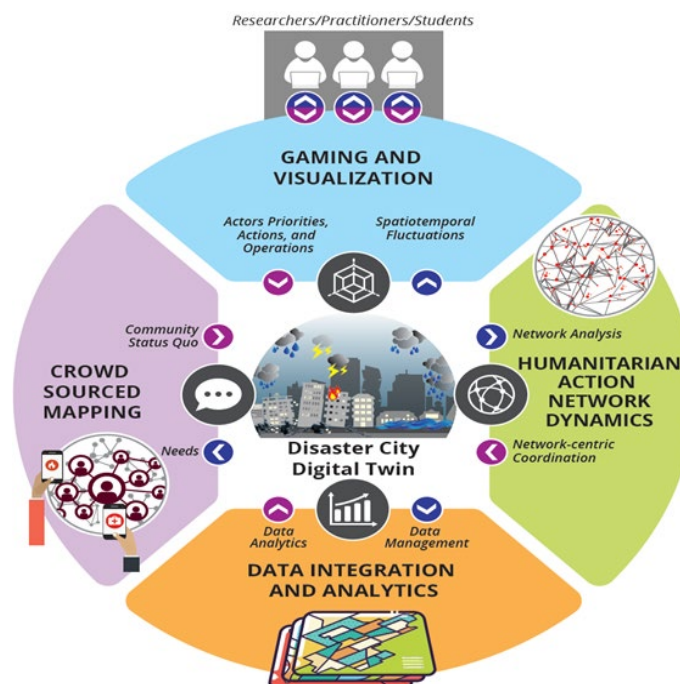 Researchers/Practitioners/Students
GAMING AND
VISUALIZATION
Actors Priorities,
Actions, and
Operations
Spatiotemporal
Fluctuations
Community
Status Quo
CROWD
SOURCED
MAPPING
Needs
Network Analysis
HUMANITARIAN
ACTION
NETWORK
DYNAMICS
Network-centric
Coordination
Disaster City
Digital Twin
Data
Analytics
Data
Management
DATA INTEGRATION
AND ANALYTICS